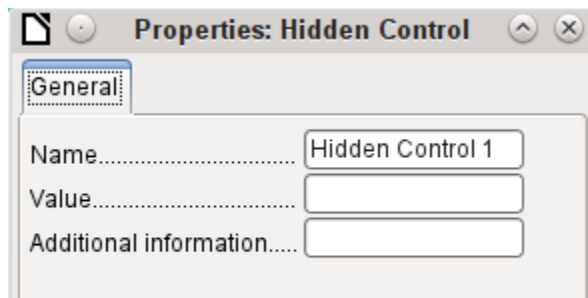 Properties: Hidden Control
General
Name............................. Hidden Control 1
Value.................................
Additional information.....